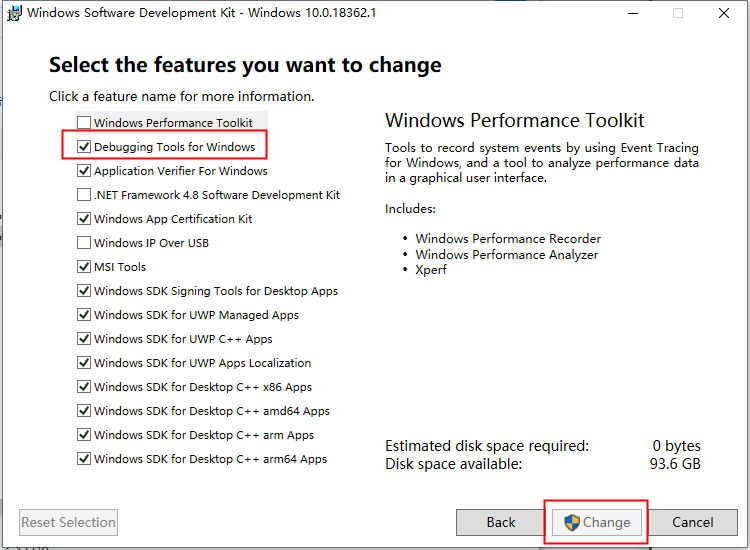 Windows Software Development Kit - Windows 10.0.18362.1
Select the features you want to change
Click a feature name for more information.
Windows Performance Toolkit
Debugging Tools for Windows
Application Verifier For Windows
.NET Framework 4.8 Software Development Kit
Windows App Certification Kit
Windows IP Over USB
MSI Tools
Windows SDK Signing Tools for Desktop Apps
Windows SDK for UWP Managed Apps
Windows SDK for UWP C++ Apps
Windows SDK for UWP Apps Localization
Windows SDK for Desktop C++ x86 Apps
Windows SDK for Desktop C++ amd64 Apps
Windows SDK for Desktop C++ arm Apps
Windows SDK for Desktop C++ arm64 Apps
Windows Performance Toolkit
Tools to record system events by using Event Tracing
for Windows, and a tool to analyze performance data
in a graphical user interface.
Includes:
• Windows Performance Recorder
• Windows Performance Analyzer
• Xperf
Estimated disk space required: 0 bytes
Disk space available: 93.6 GB
Reset Selection
Back
Change
Cancel